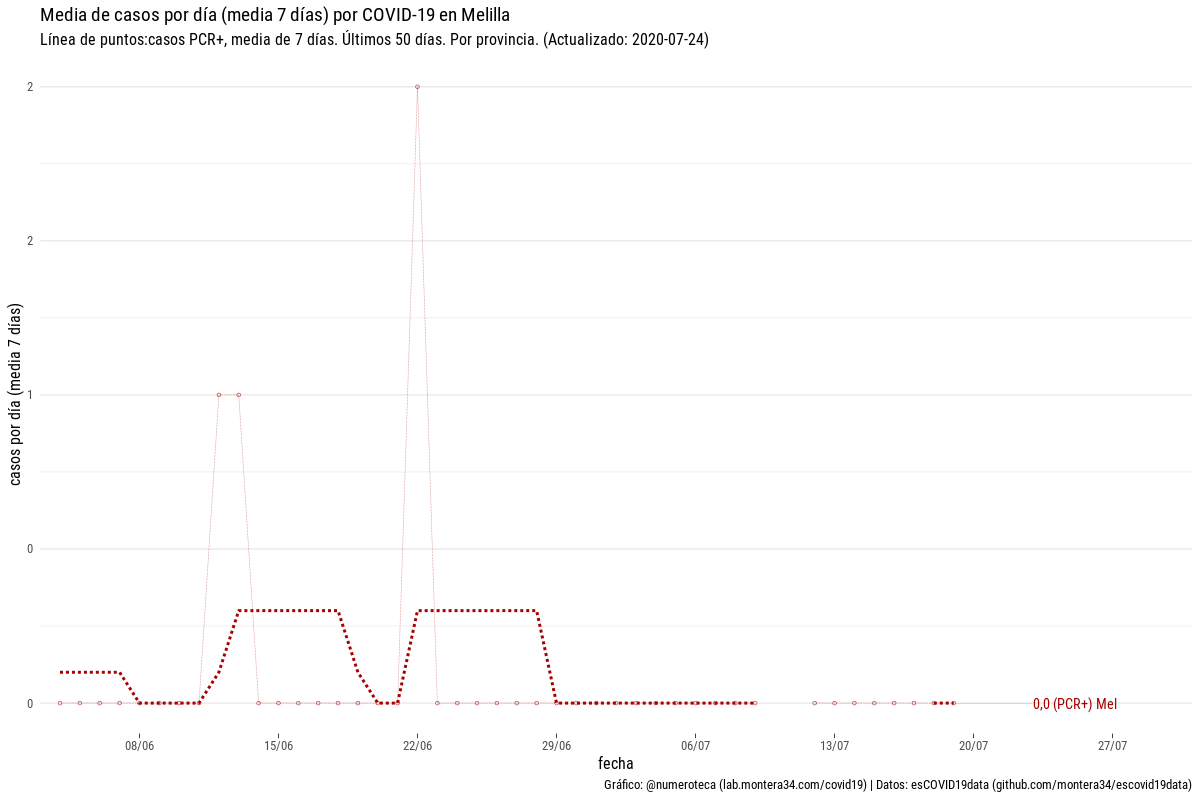 Media de casos por día (media 7 días) por COVID-19 en Melilla
Línea de puntos:casos PCR+, media de 7 días. Últimos 50 días. Por provincia. (Actualizado: 2020-07-24)
casos por día (media 7 días)
2
2
1
0
0
0,0 (PCR+) Mel
08/06
15/06
22/06
29/06
06/07
13/07
20/07
27/07
fecha
Gráfico: @numeroteca (lab.montera34.com/covid19) | Datos: esCOVID19data (github.com/montera34/escovid19data)